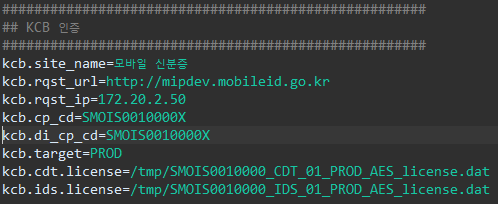 #####################################################
## KCB 인증
#####################################################
kcb.site_name=모바일 신분증
kcb.rqst_url=http://mipdev.mobileid.go.kr
kcb.rqst_ip=172.20.2.50
kcb.cp_cd=SMOIS0010000X
kcb.di_cp_cd=SMOIS0010000X
kcb.target=PROD
kcb.cdt.license=/tmp/SMOIS0010000_CDT_01_PROD_AES_license.dat
kcb.ids.license=/tmp/SMOIS0010000_IDS_01_PROD_AES_license.dat